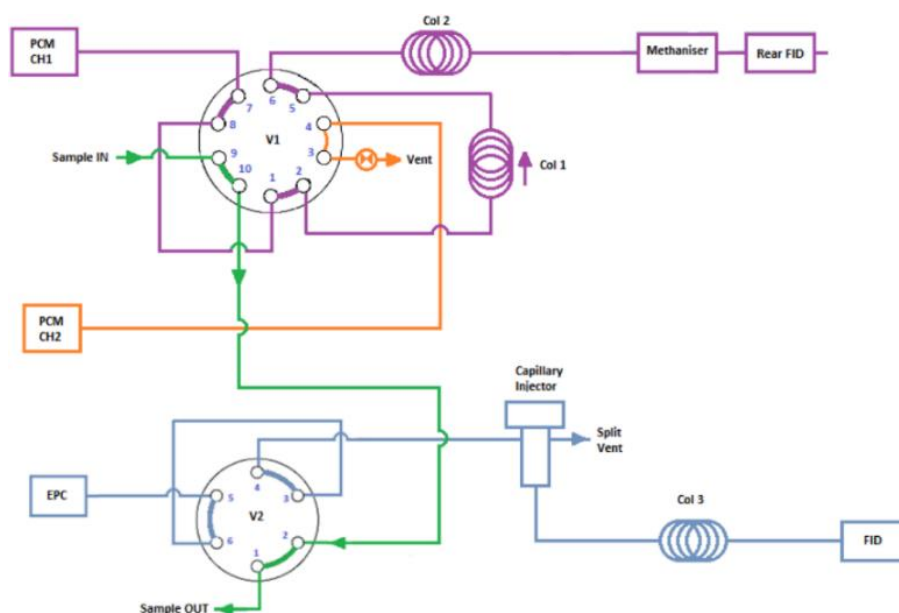 Col 2
PCM
CH1
Methaniser
Rear FID
6
5
7
4
8
V1
Sample IN
9
3
Vent
10
2
1
Col 1
PCM
CH2
Capillary
Injector
Split
Vent
4
5
3
EPC
V2
Col 3
6
2
1
FID
Sample OUT